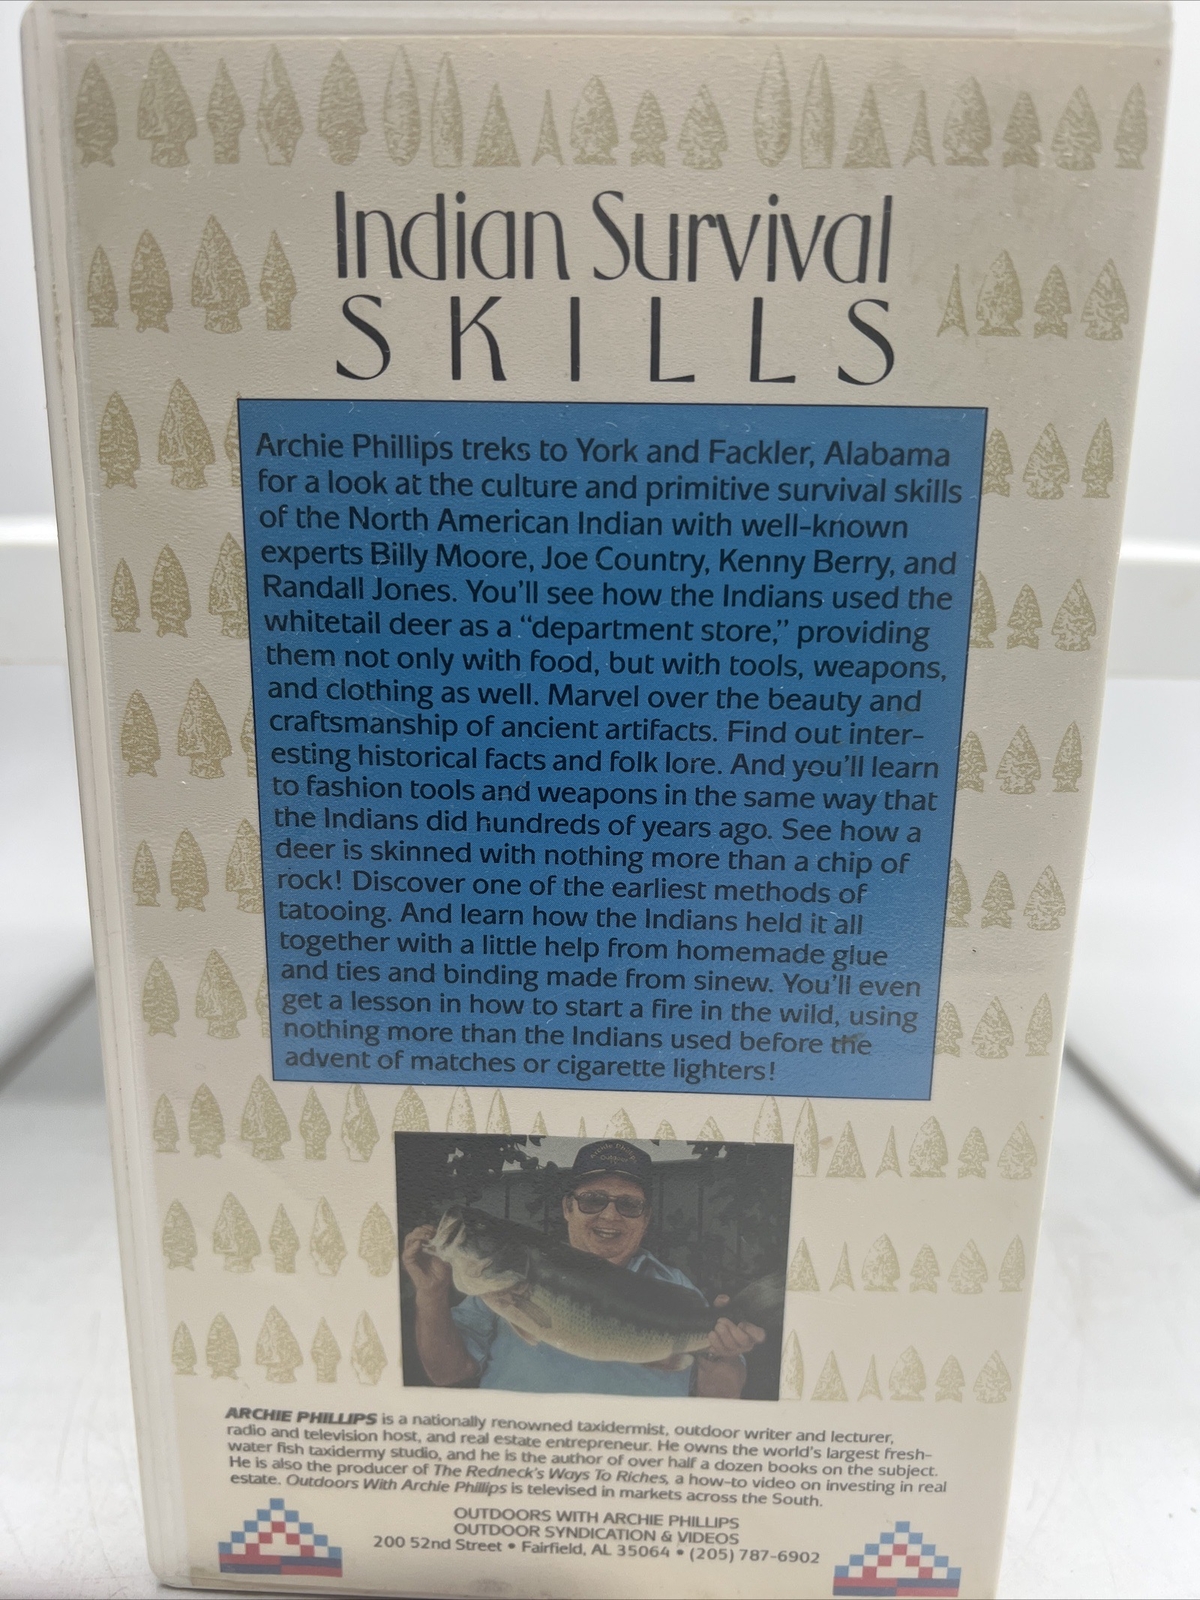 Indian Survival
SKILLS
Archie Phillips treks to York and Fackler, Alabama
for a look at the culture and primitive survival skills
of the North American Indian with well-known
experts Billy Moore, Joe Country, Kenny Berry, and
Randall Jones. You'll see how the Indians used the
whitetail deer as a "department store," providing
them not only with food, but with tools, weapons,
and clothing as well. Marvel over the beauty and
craftsmanship of ancient artifacts. Find out inter-
esting historical facts and folk lore. And you'll learn
to fashion tools and weapons in the same way that
the Indians did hundreds of years ago. See how a
deer is skinned with nothing more than a chip of
rock! Discover one of the earliest methods of
tatooing. And learn how the Indians held it all
together with a little help from homemade glue
and ties and binding made from sinew. You'll even
get a lesson in how to start a fire in the wild, using
nothing more than the Indians used before the
advent of matches or cigarette lighters!
ARCHIE PHILLIPS is a nationally renowned taxidermist, outdoor writer and lecturer,
radio and television host, and real estate entrepreneur. He owns the world's largest fresh-
water fish taxidermy studio, and he is the author of over half a dozen books on the subject.
He is also the producer of The Redneck's Ways To Riches, a how-to video on investing in real
estate. Outdoors With Archie Phillips is televised in markets across the South.
OUTDOORS WITH ARCHIE PHILLIPS
OUTDOOR SYNDICATION & VIDEOS
200 52nd Street • Fairfield, AL 35064 • (205) 787-6902